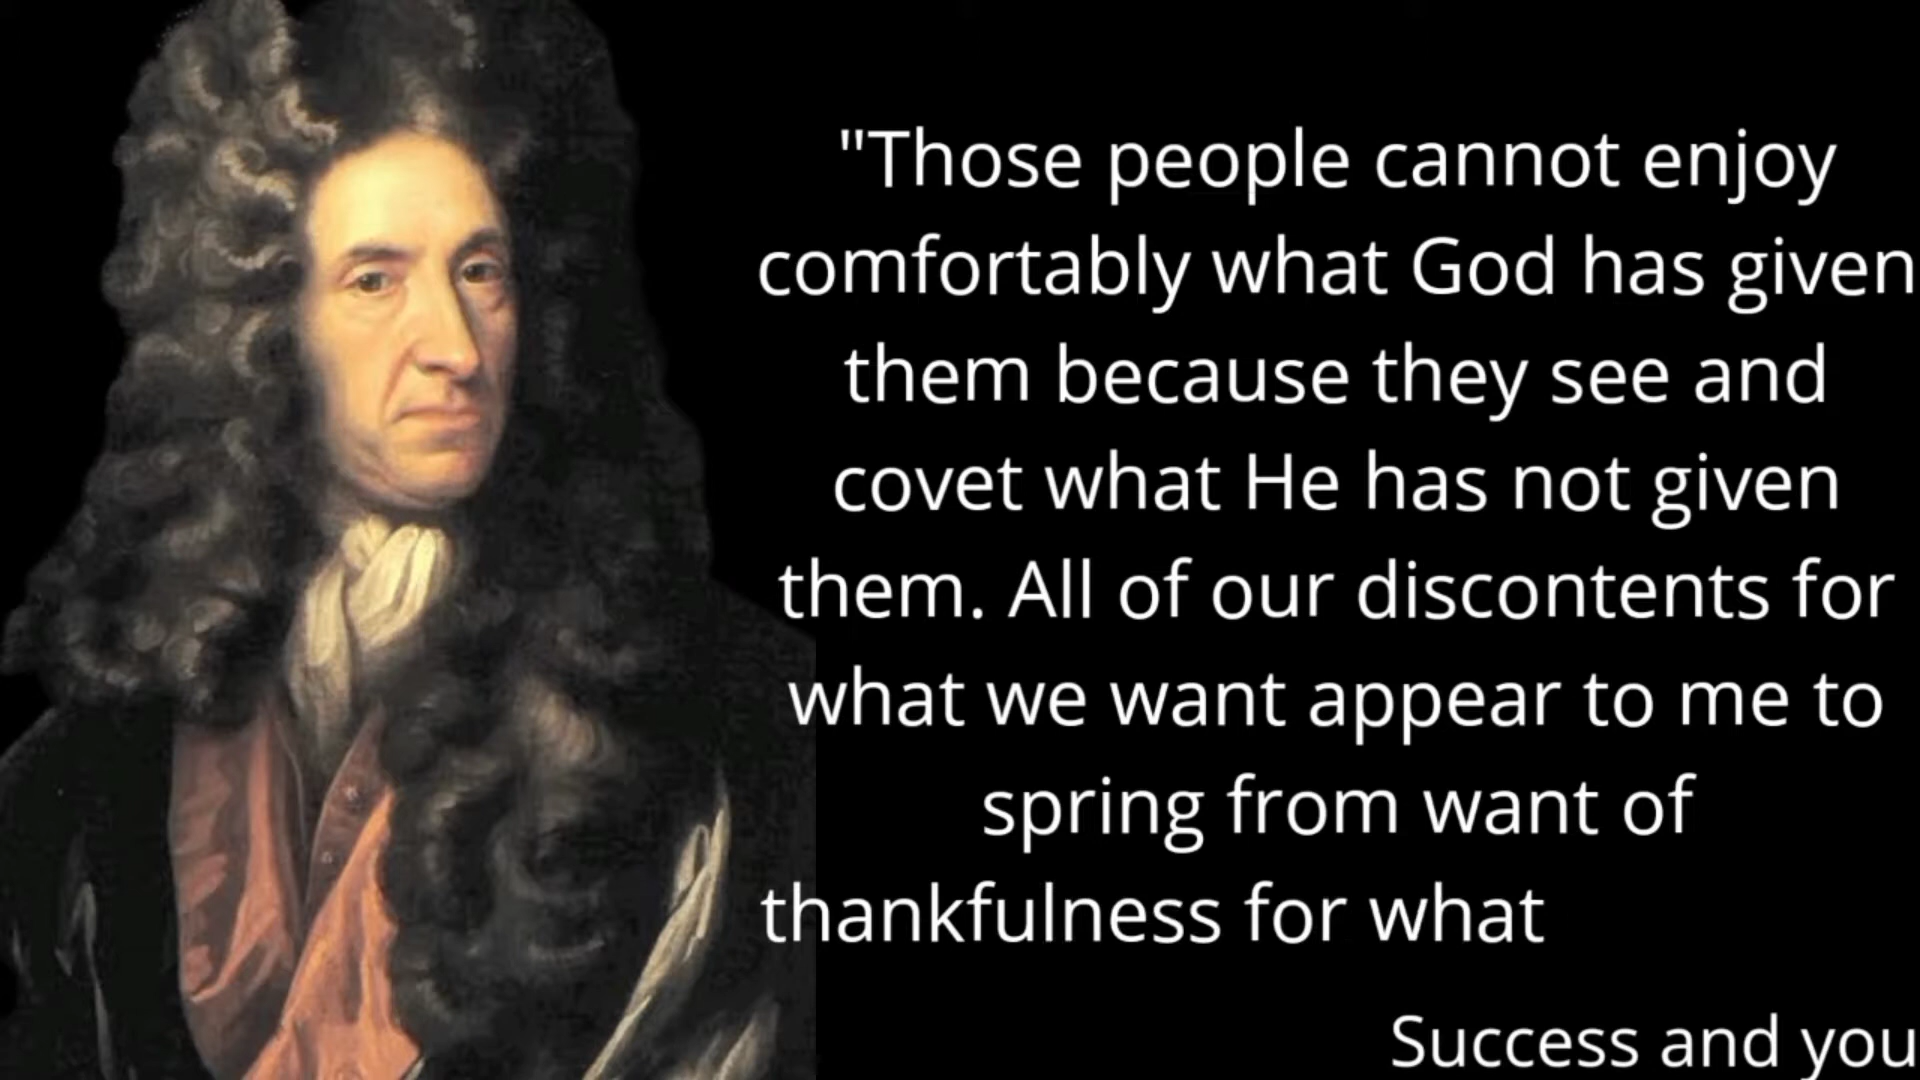 "Those people cannot enjoy
comfortably what God has given
them because they see and
covet what He has not given
them. All of our discontents for
what we want appear to me to
spring from want of
thankfulness for what
Success and you